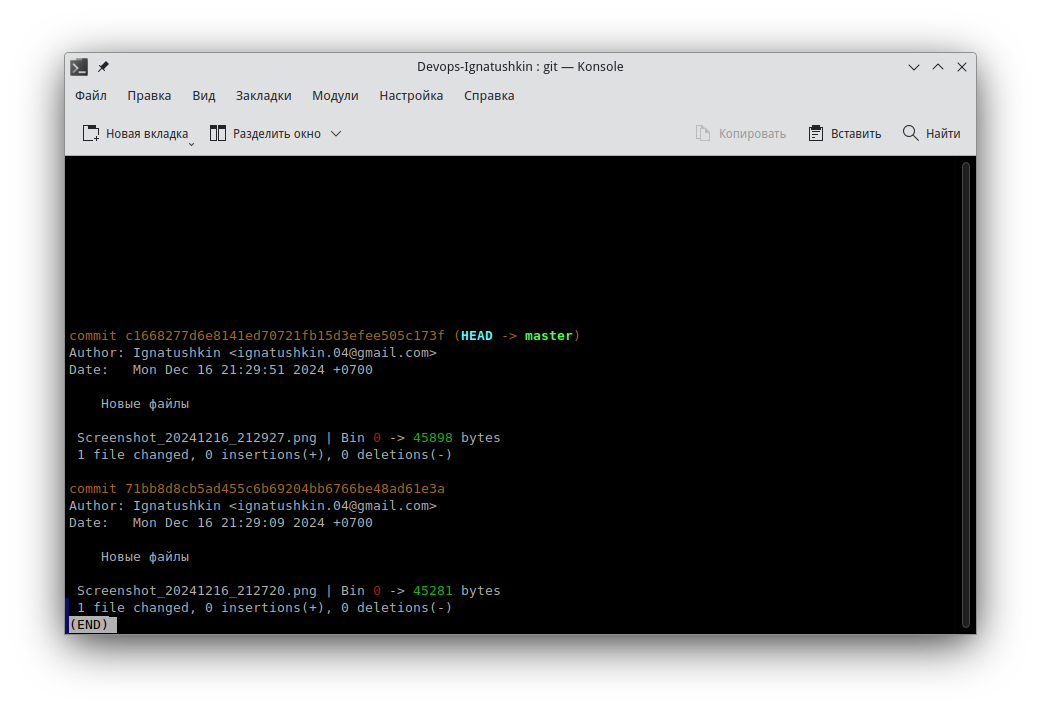 Devops-Ignatushkin : git — Konsole
Файл Правка Вид Закладки Модули Настройка Справка
Новая вкладка Разделить окно Копировать Вставить Найти
commit c1668277d6e8141ed70721fb15d3efee505c173f (HEAD -> master)
Author: Ignatushkin <ignatushkin.04@gmail.com>
Date:   Mon Dec 16 21:29:51 2024 +0700
Новые файлы
Screenshot_20241216_212927.png | Bin 0 -> 45898 bytes
1 file changed, 0 insertions(+), 0 deletions(-)
commit 71bb8d8cb5ad455c6b69204bb6766be48ad61e3a
Author: Ignatushkin <ignatushkin.04@gmail.com>
Date:   Mon Dec 16 21:29:09 2024 +0700
Новые файлы
Screenshot_20241216_212720.png | Bin 0 -> 45281 bytes
1 file changed, 0 insertions(+), 0 deletions(-)
(END)